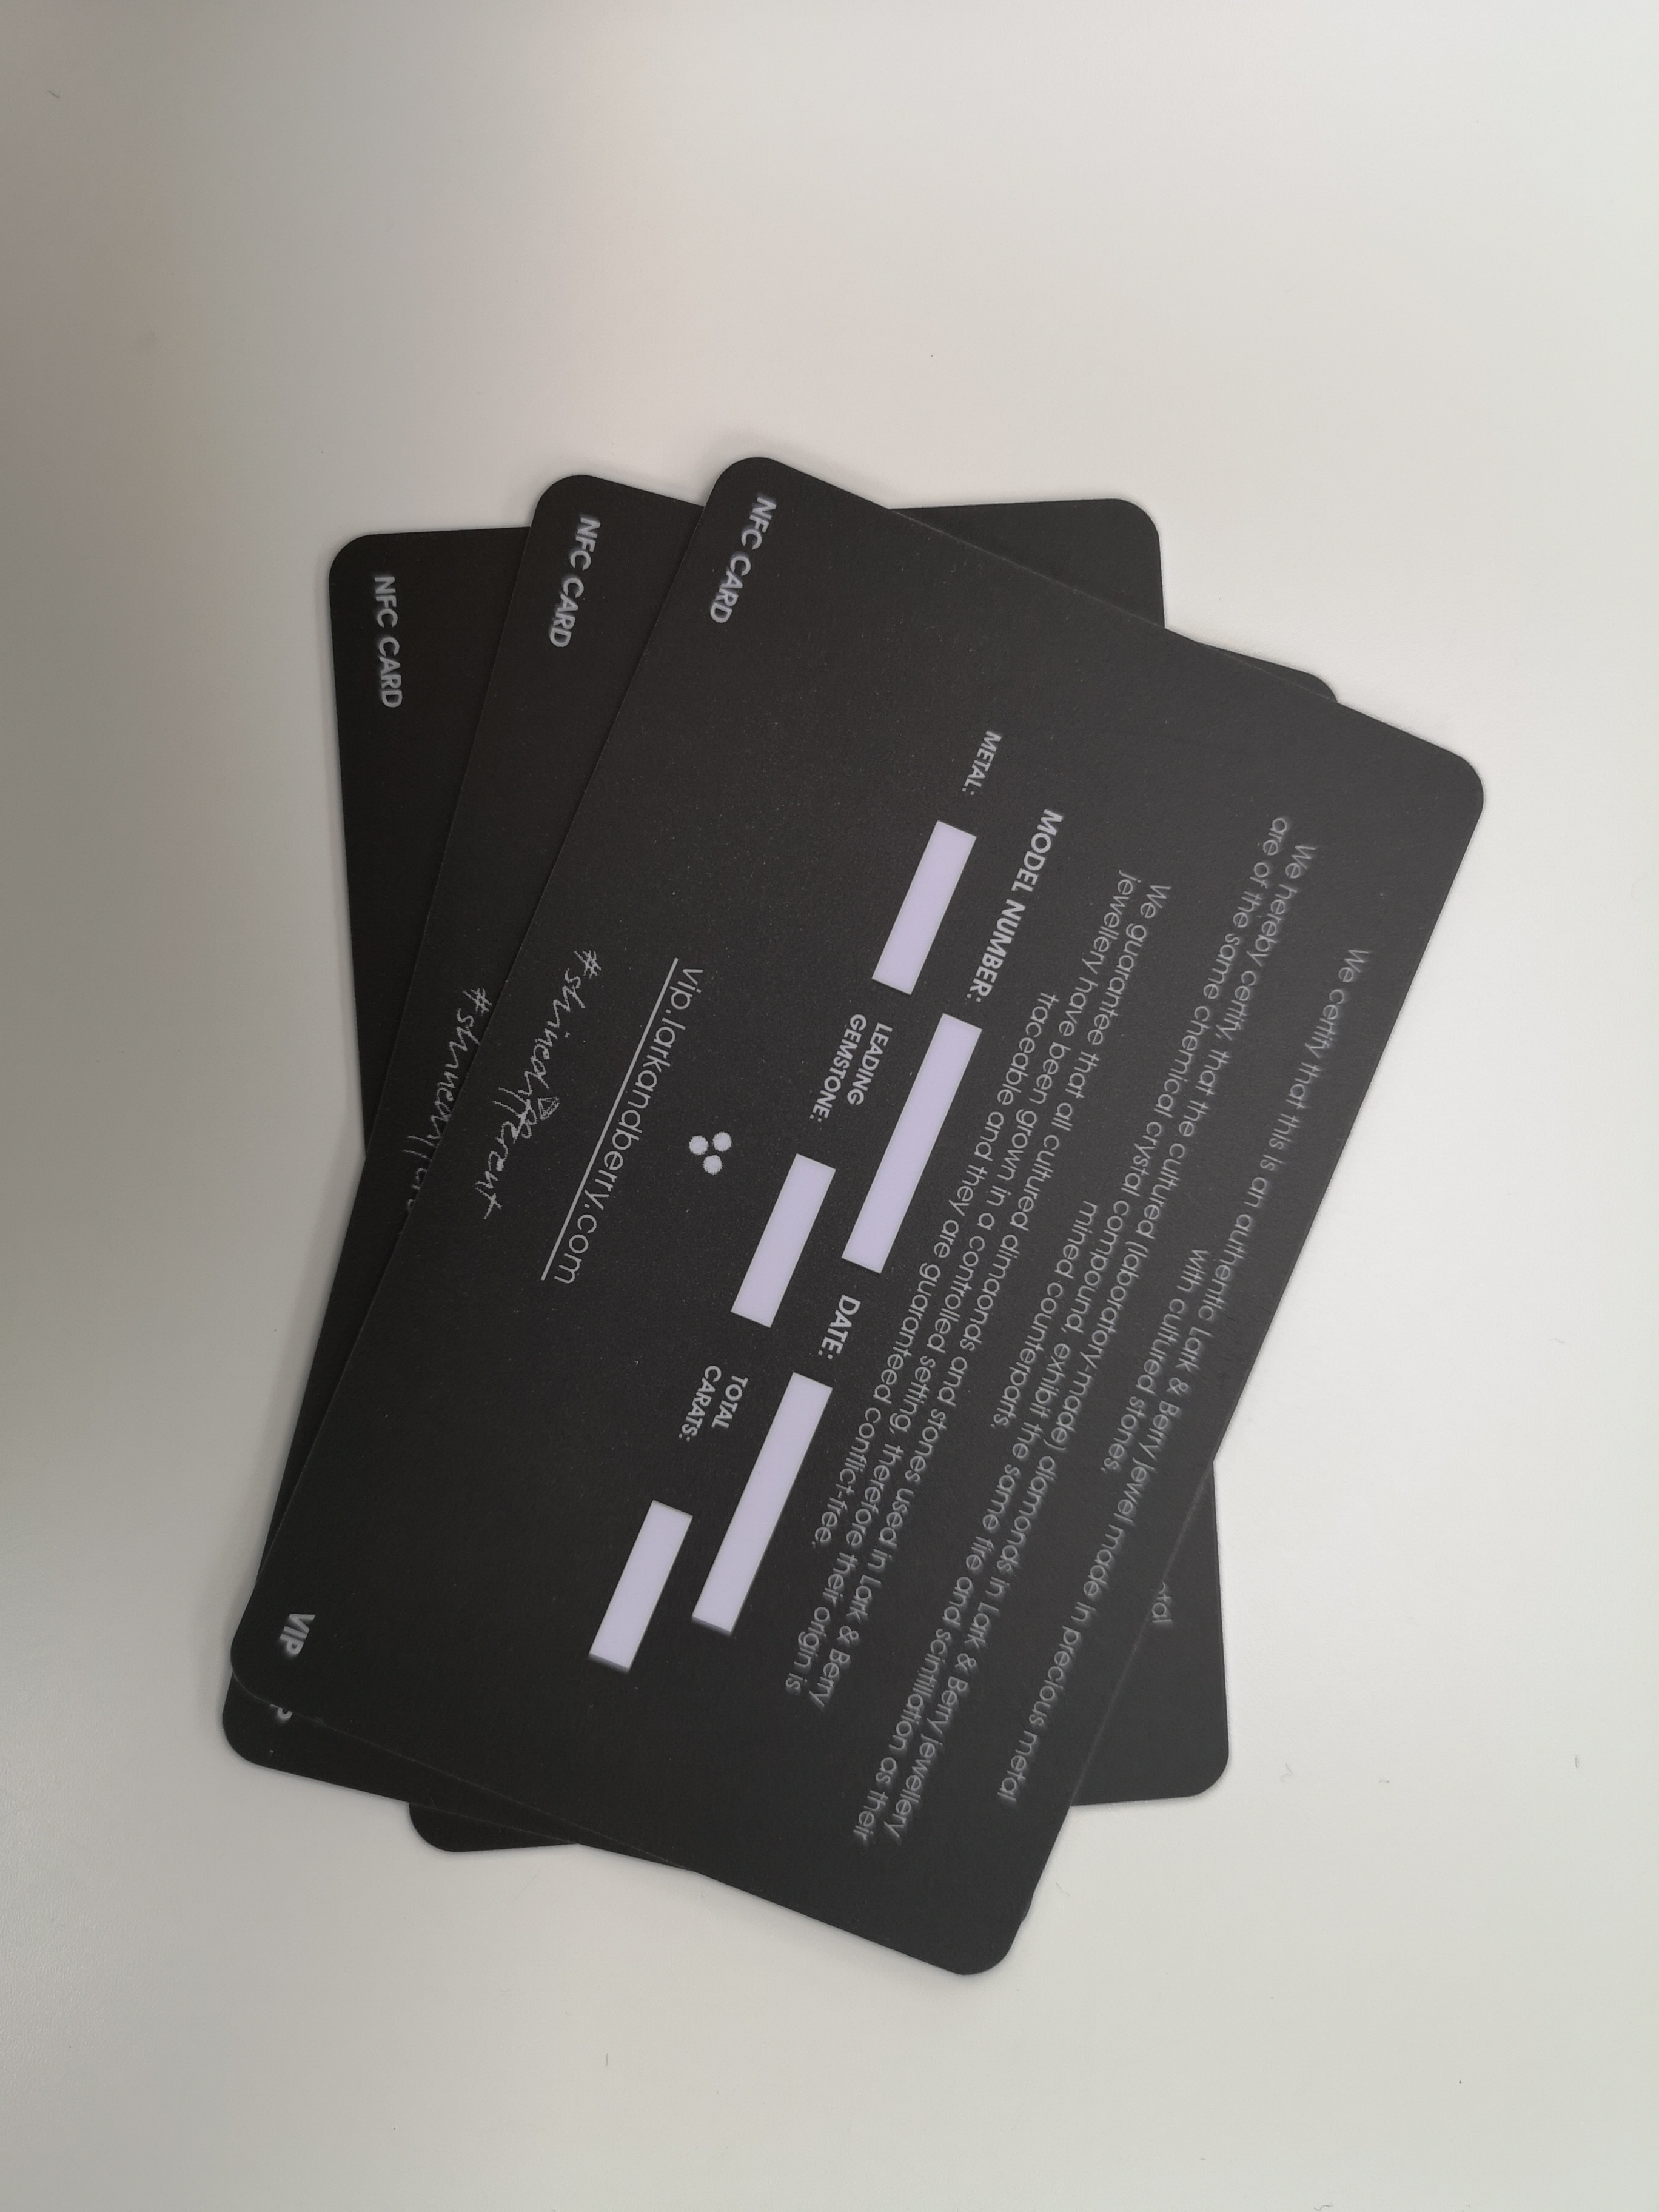 We certify that this is an authentic Lark & Berry jewel made in precious metal
with cultured stones.
We hereby certify, that the cultured (laboratory-made) diamonds in Lark & Berry jewellery
are of the same chemical crystal compound, exhibit the same fire and scintillation as their
mined counterparts.
We guarantee that all cultured dimaonds and stones used in Lark & Berry
jewellery have been grown in a controlled setting, therefore their origin is
traceable and they are guaranteed conflict-free.
MODEL NUMBER: DATE:
METAL: LEADING GEMSTONE: TOTAL CARATS:
vip.larkandberry.com
#shinedifferent
NFC CARD VIP
NFC CARD
NFC CARD